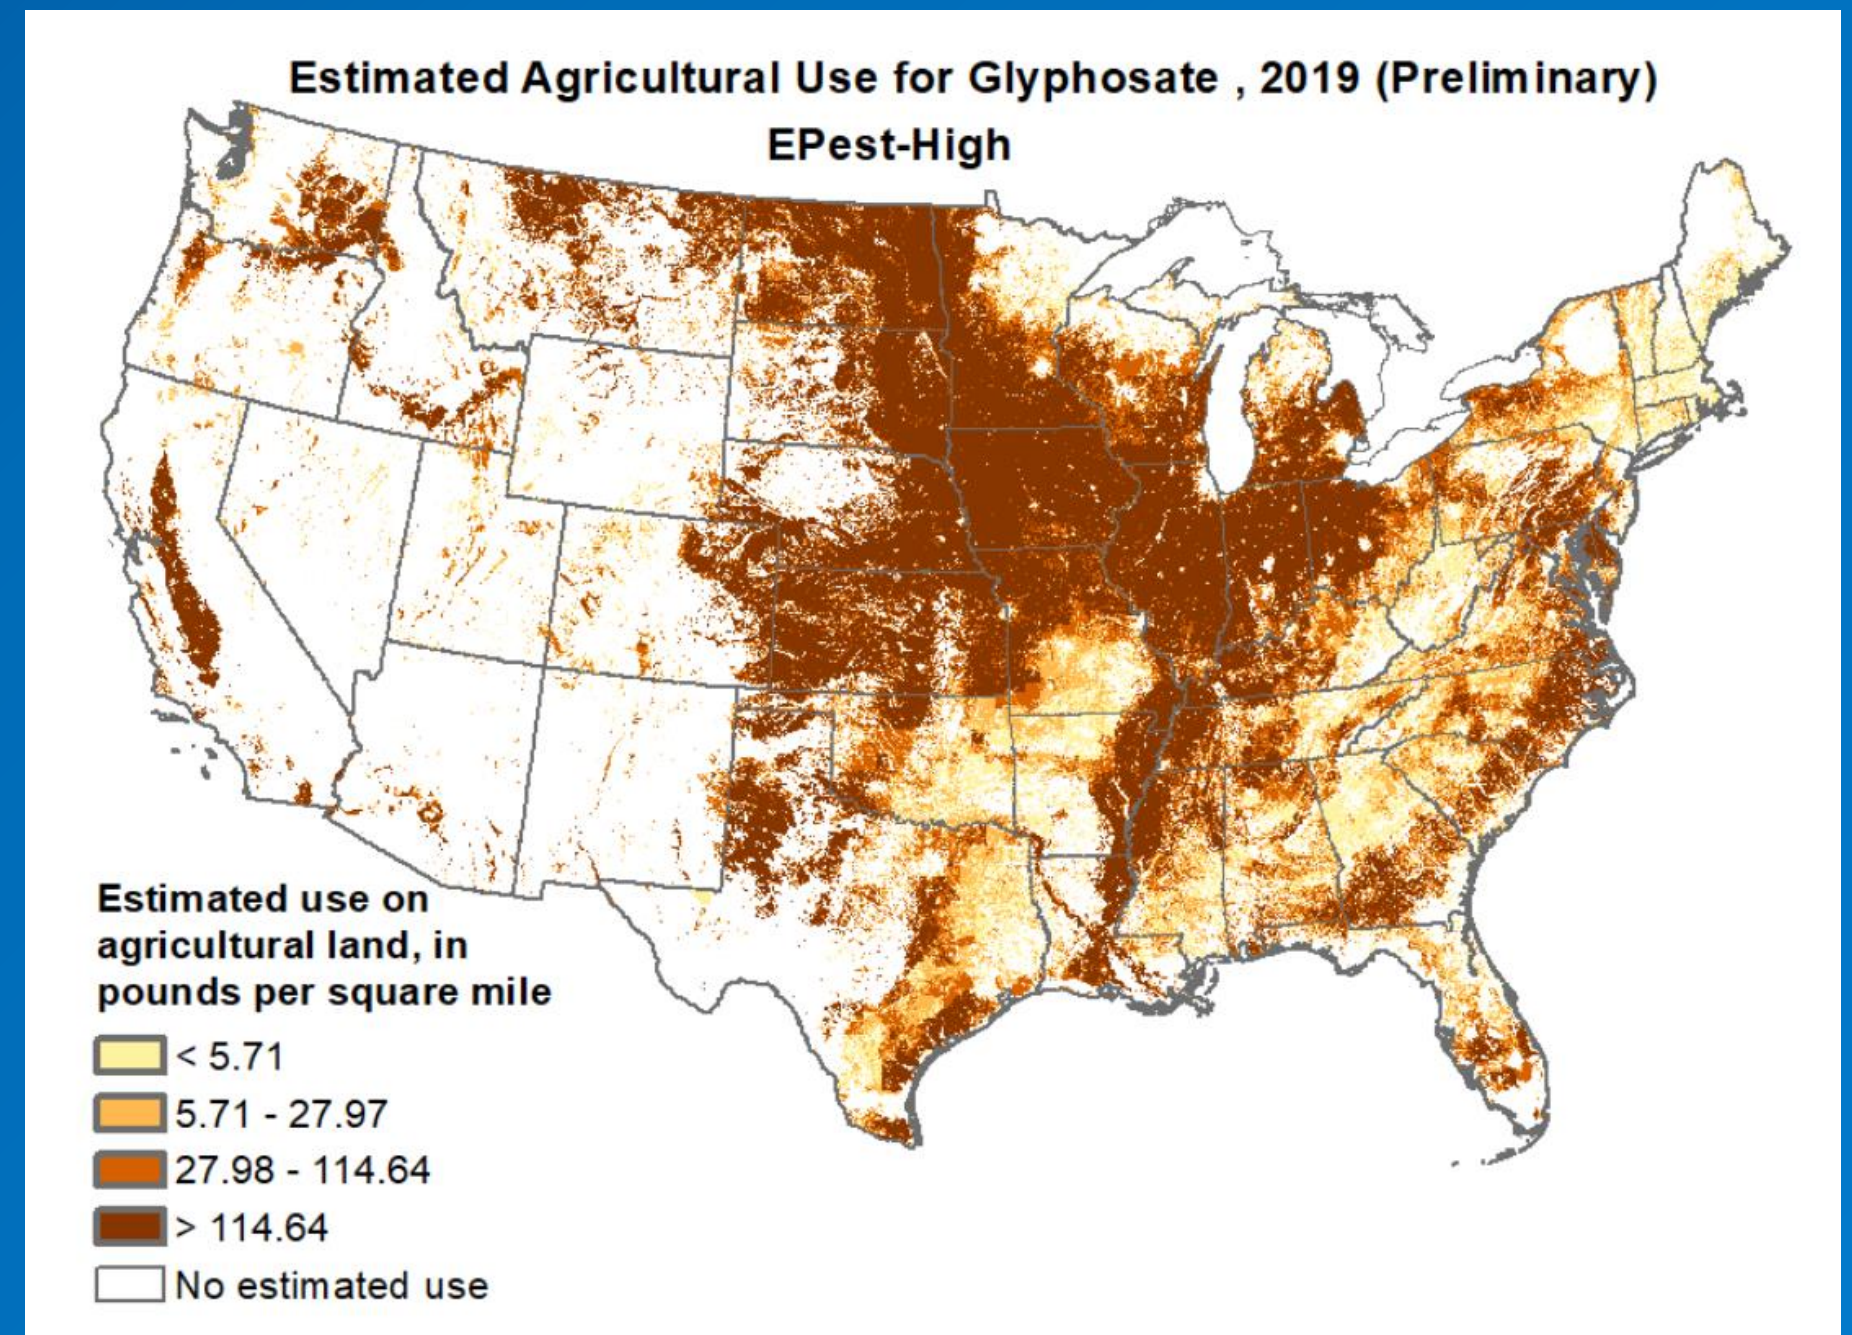 Estimated Agricultural Use for Glyphosate , 2019 (Preliminary)
EPest-High
Estimated use on
agricultural land, in
pounds per square mile
< 5.71
5.71 - 27.97
27.98 - 114.64
> 114.64
No estimated use